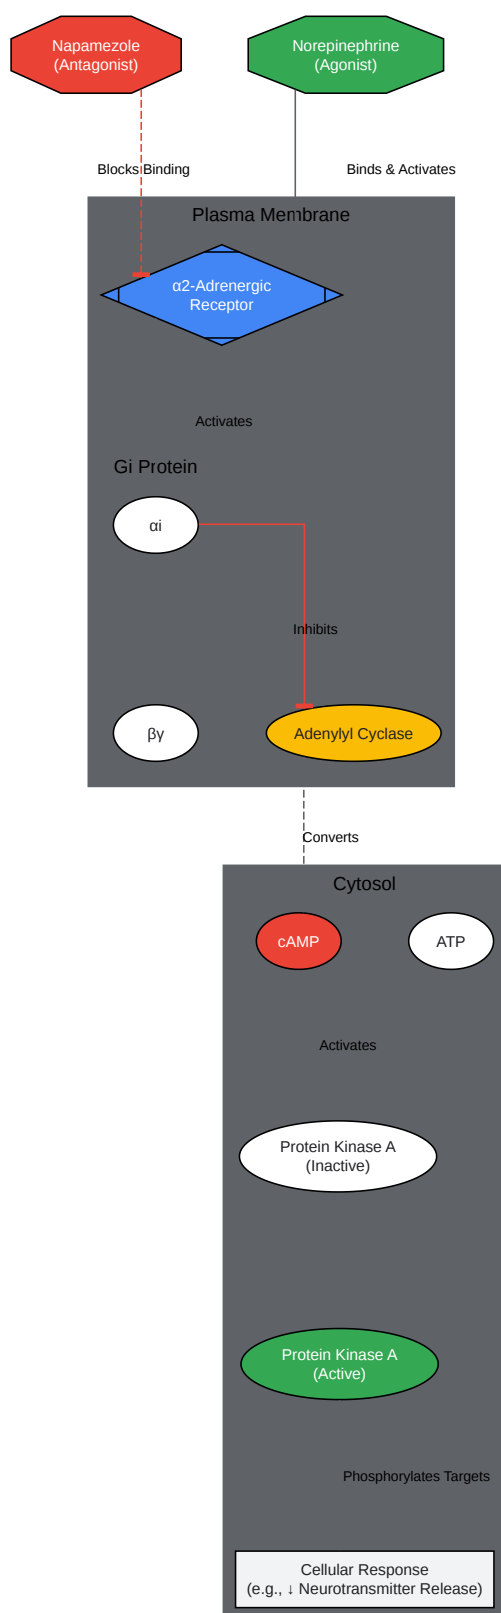 Napamezole
(Antagonist)
Norepinephrine
(Agonist)
Blocks Binding
Binds & Activates
Plasma Membrane
α2-Adrenergic
Receptor
Activates
Gi Protein
αi
Inhibits
βγ
Adenylyl Cyclase
Converts
Cytosol
cAMP
ATP
Activates
Protein Kinase A
(Inactive)
Protein Kinase A
(Active)
Phosphorylates Targets
Cellular Response
(e.g., ↓ Neurotransmitter Release)